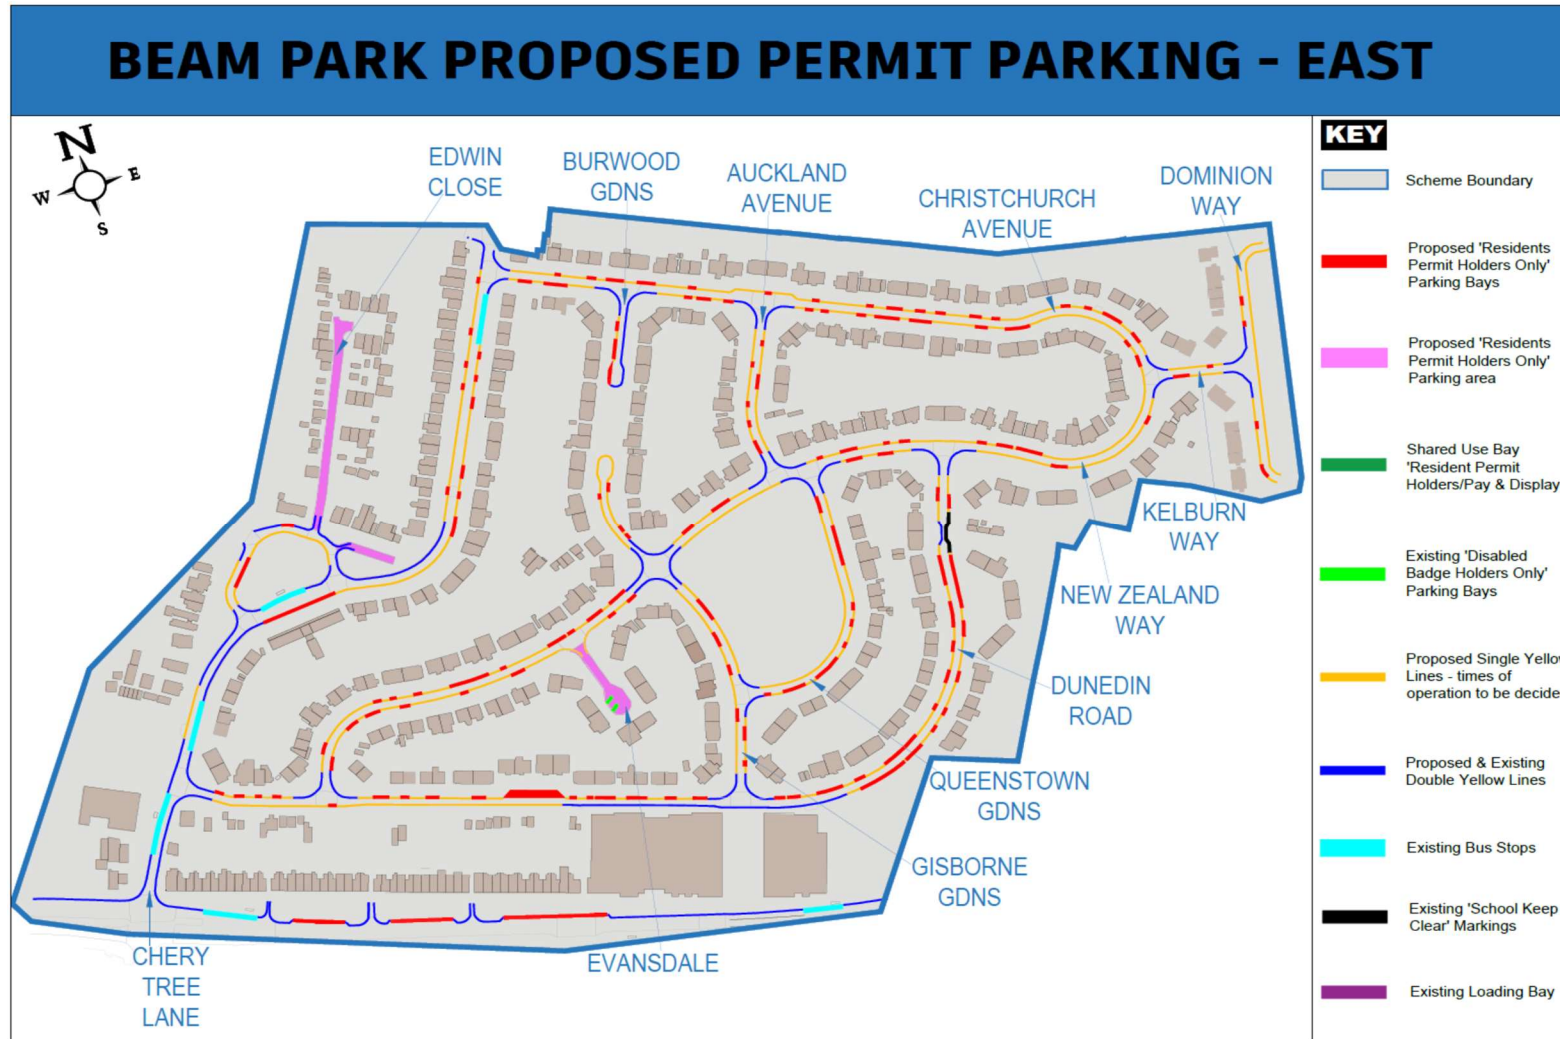 BEAM PARK PROPOSED PERMIT PARKING - EAST
N
E
W
S
EDWIN
CLOSE
BURWOOD
GDNS
AUCKLAND
AVENUE
CHRISTCHURCH
AVENUE
DOMINION
WAY
KELBURN
WAY
NEW ZEALAND
WAY
DUNEDIN
ROAD
QUEENSTOWN
GDNS
GISBORNE
GDNS
EVANSDALE
CHERY
TREE
LANE
KEY
Scheme Boundary
Proposed 'Residents
Permit Holders Only'
Parking Bays
Proposed 'Residents
Permit Holders Only'
Parking area
Shared Use Bay
'Resident Permit
Holders/Pay & Display
Existing 'Disabled
Badge Holders Only'
Parking Bays
Proposed Single Yello
Lines - times of
operation to be decide
Proposed & Existing
Double Yellow Lines
Existing Bus Stops
Existing 'School Keep
Clear' Markings
Existing Loading Bay